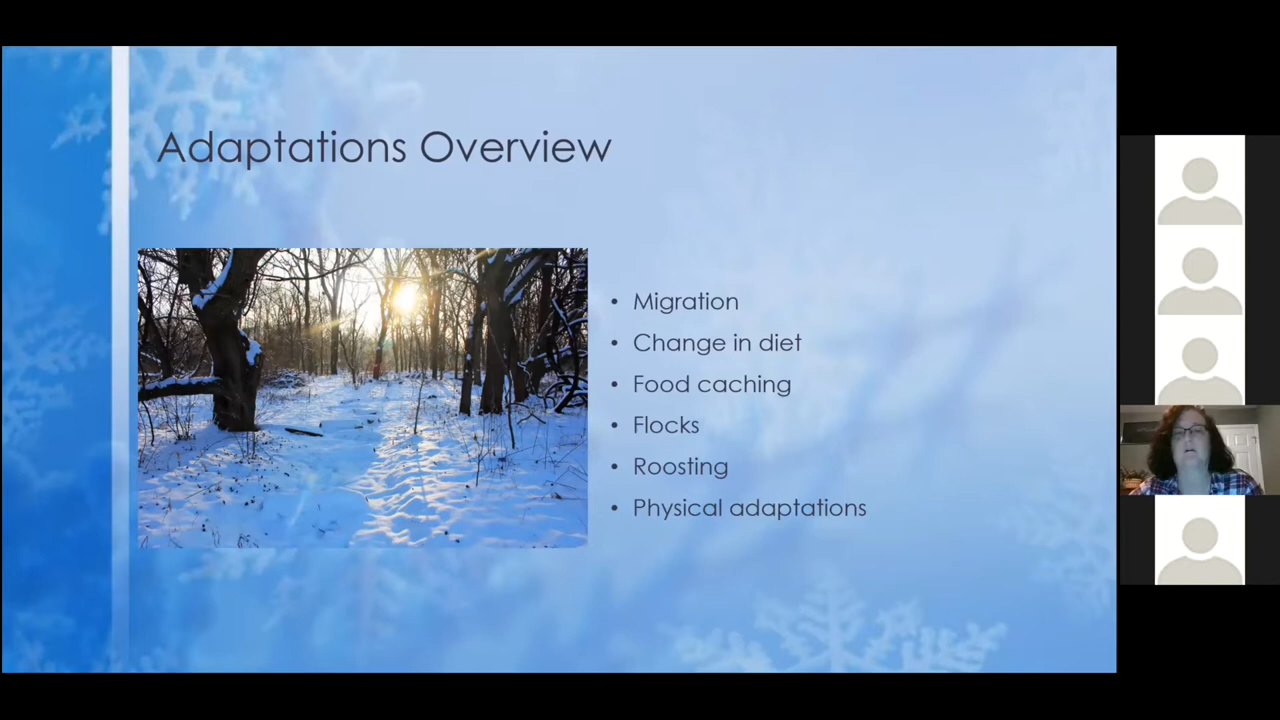 Adaptations Overview
• Migration
• Change in diet
• Food caching
• Flocks
• Roosting
• Physical adaptations